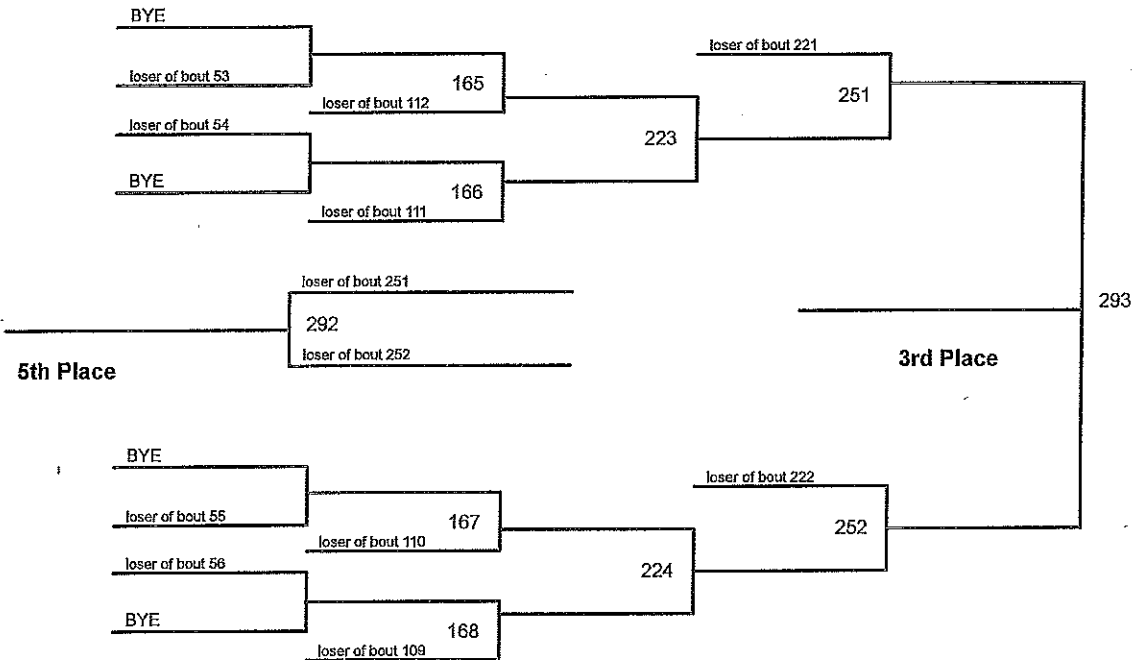 BYE
loser of bout 221
loser of bout 53
165
251
loser of bout 112
loser of bout 54
223
BYE
166
loser of bout 111
loser of bout 251
293
292
loser of bout 252
3rd Place
5th Place
BYE
loser of bout 222
loser of bout 55
167
252
loser of bout 110
loser of bout 56
224
BYE
168
loser of bout 109